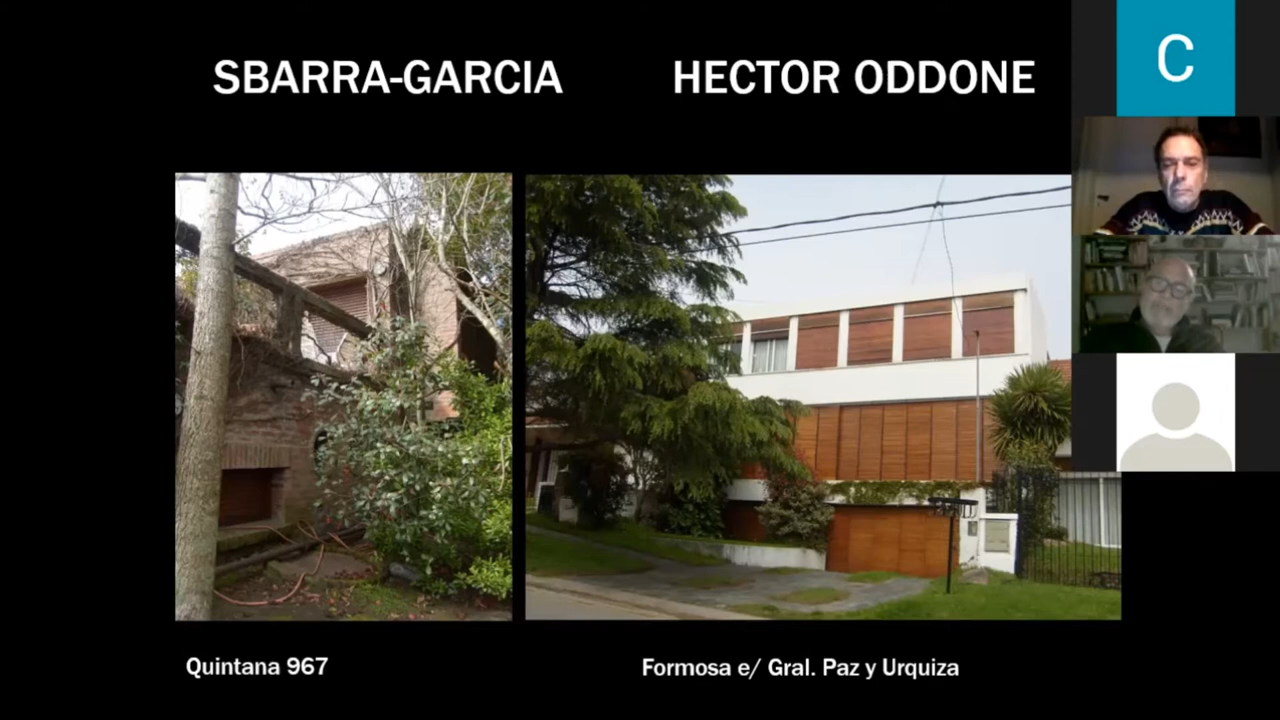 SBARRA-GARCIA
HECTOR ODDONE
C
Quintana 967
Formosa e/ Gral. Paz y Urquiza